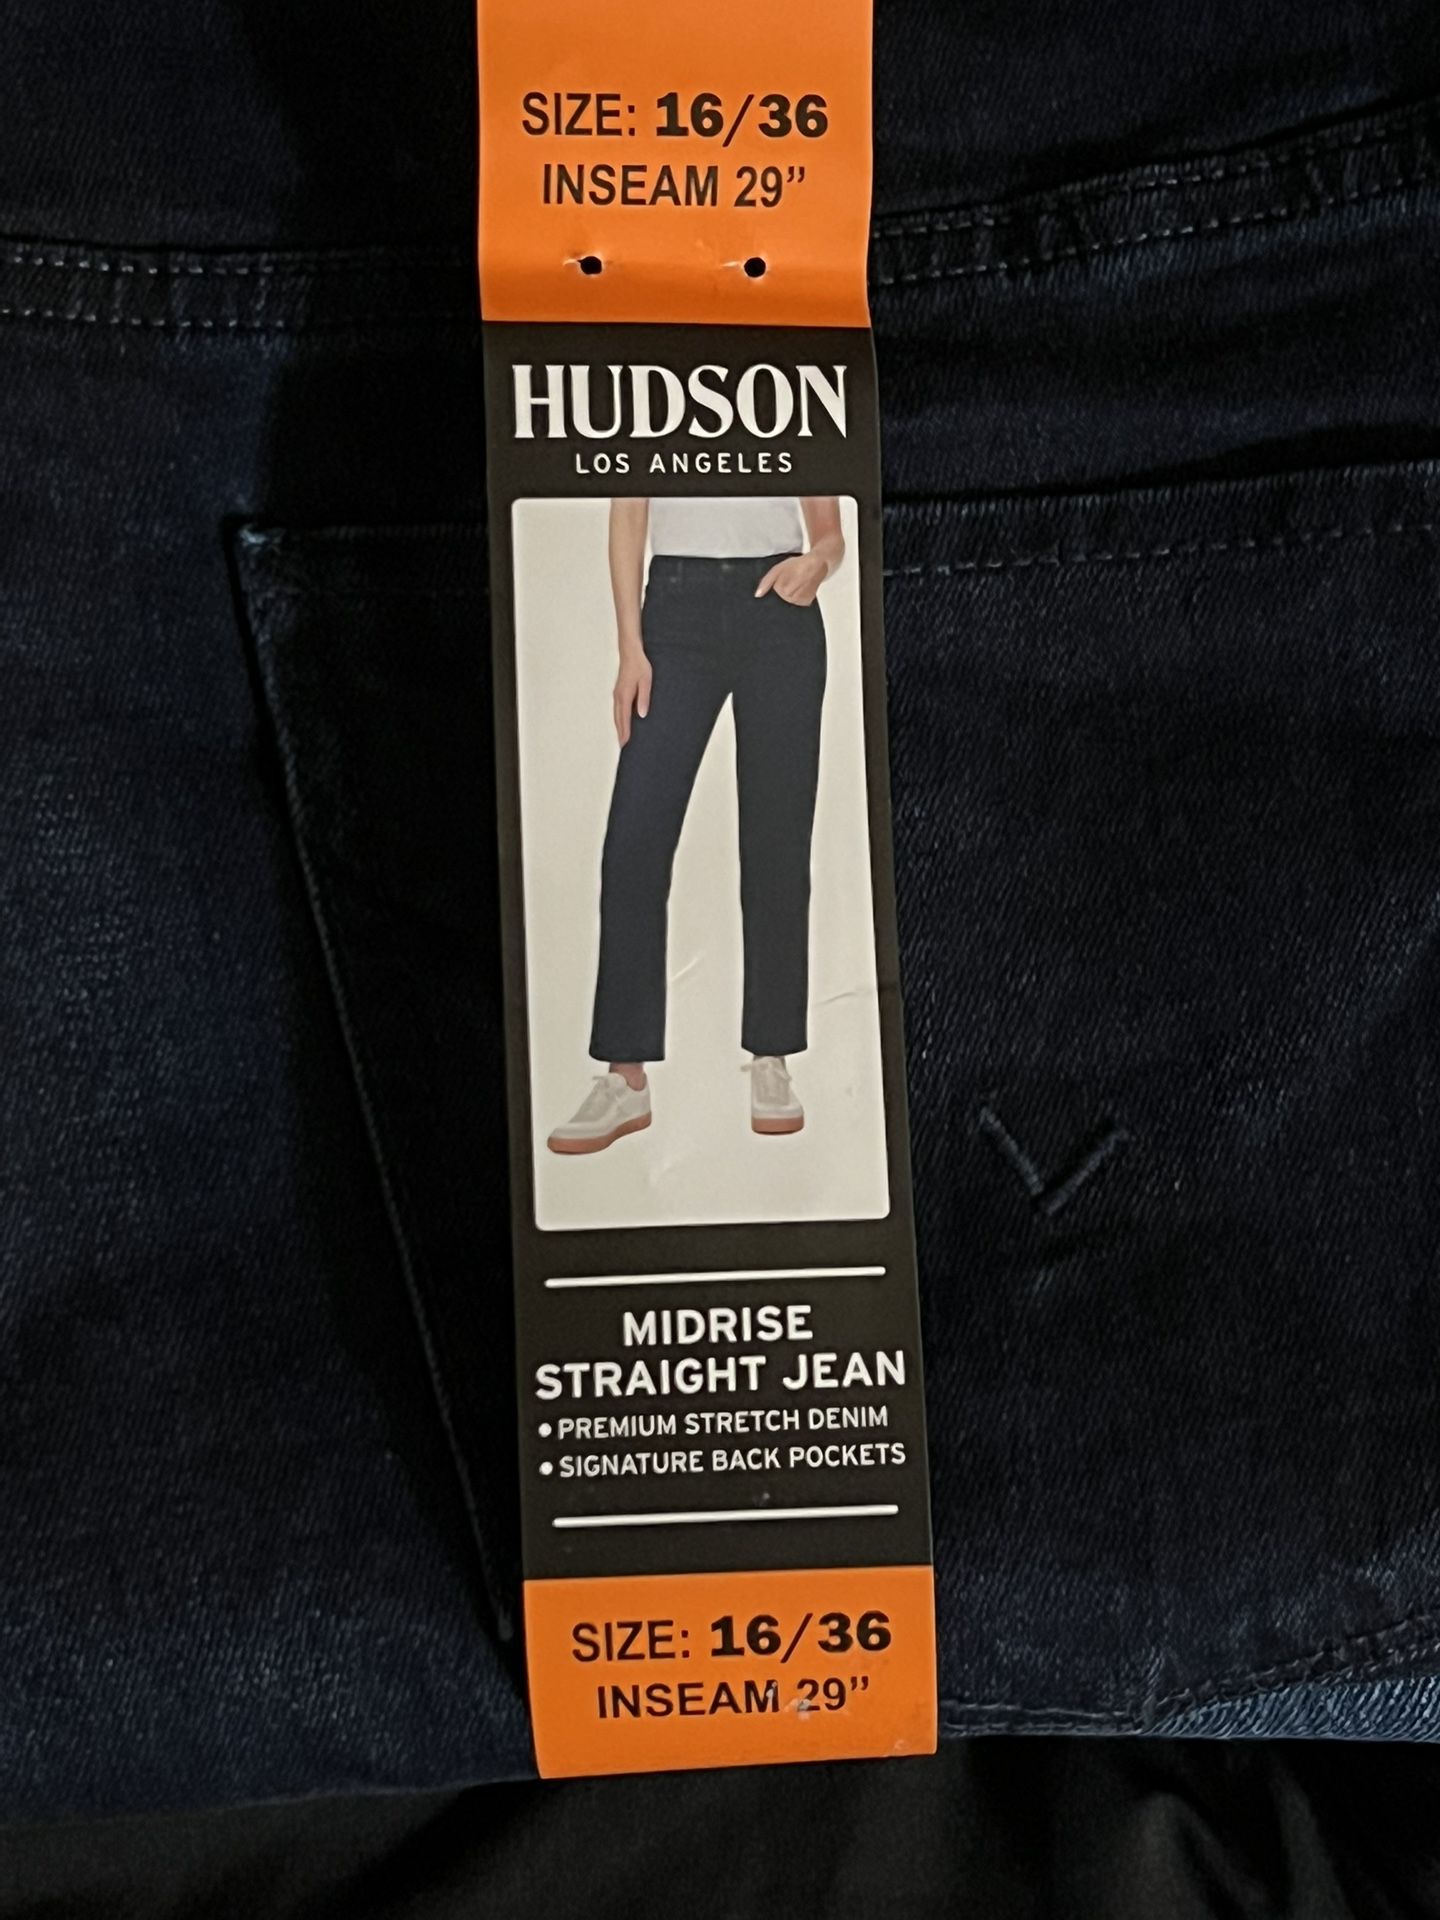 SIZE: 16/36
INSEAM 29”
HUDSON
LOS ANGELES
MIDRISE
STRAIGHT JEAN
• PREMIUM STRETCH DENIM
• SIGNATURE BACK POCKETS
SIZE: 16/36
INSEAM 29”